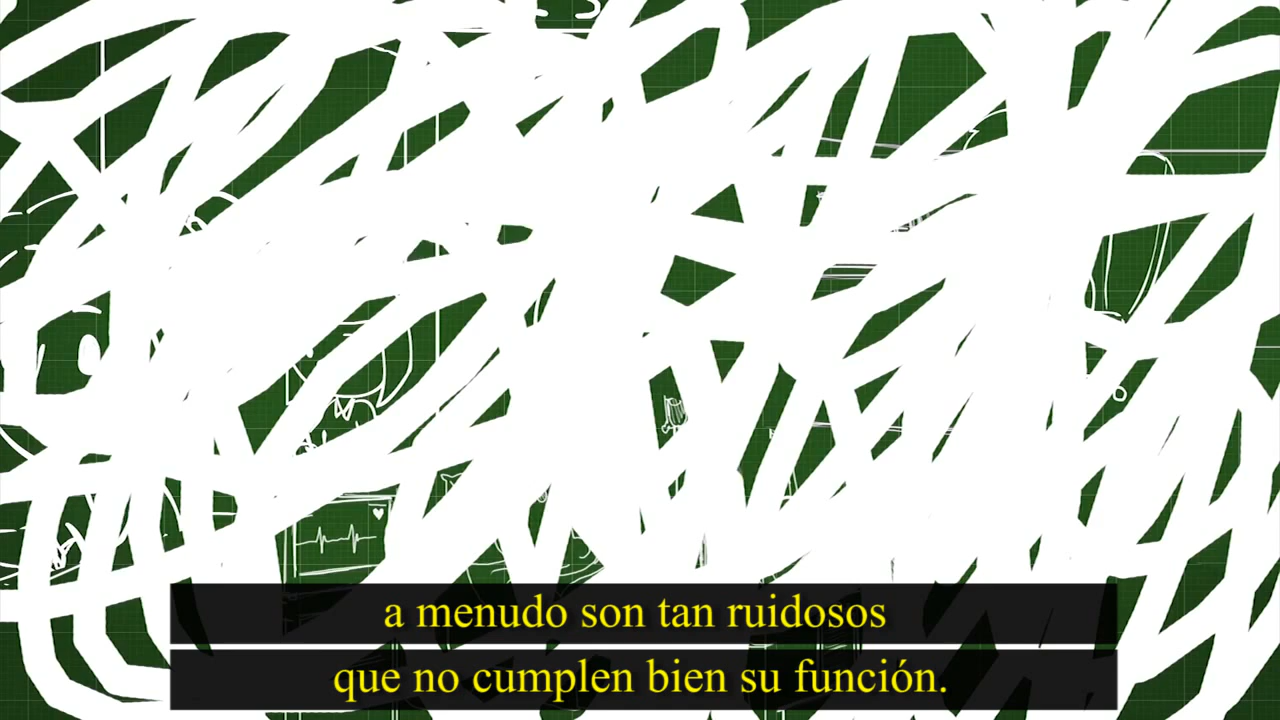 a menudo son tan ruidosos
que no cumplen bien su función.